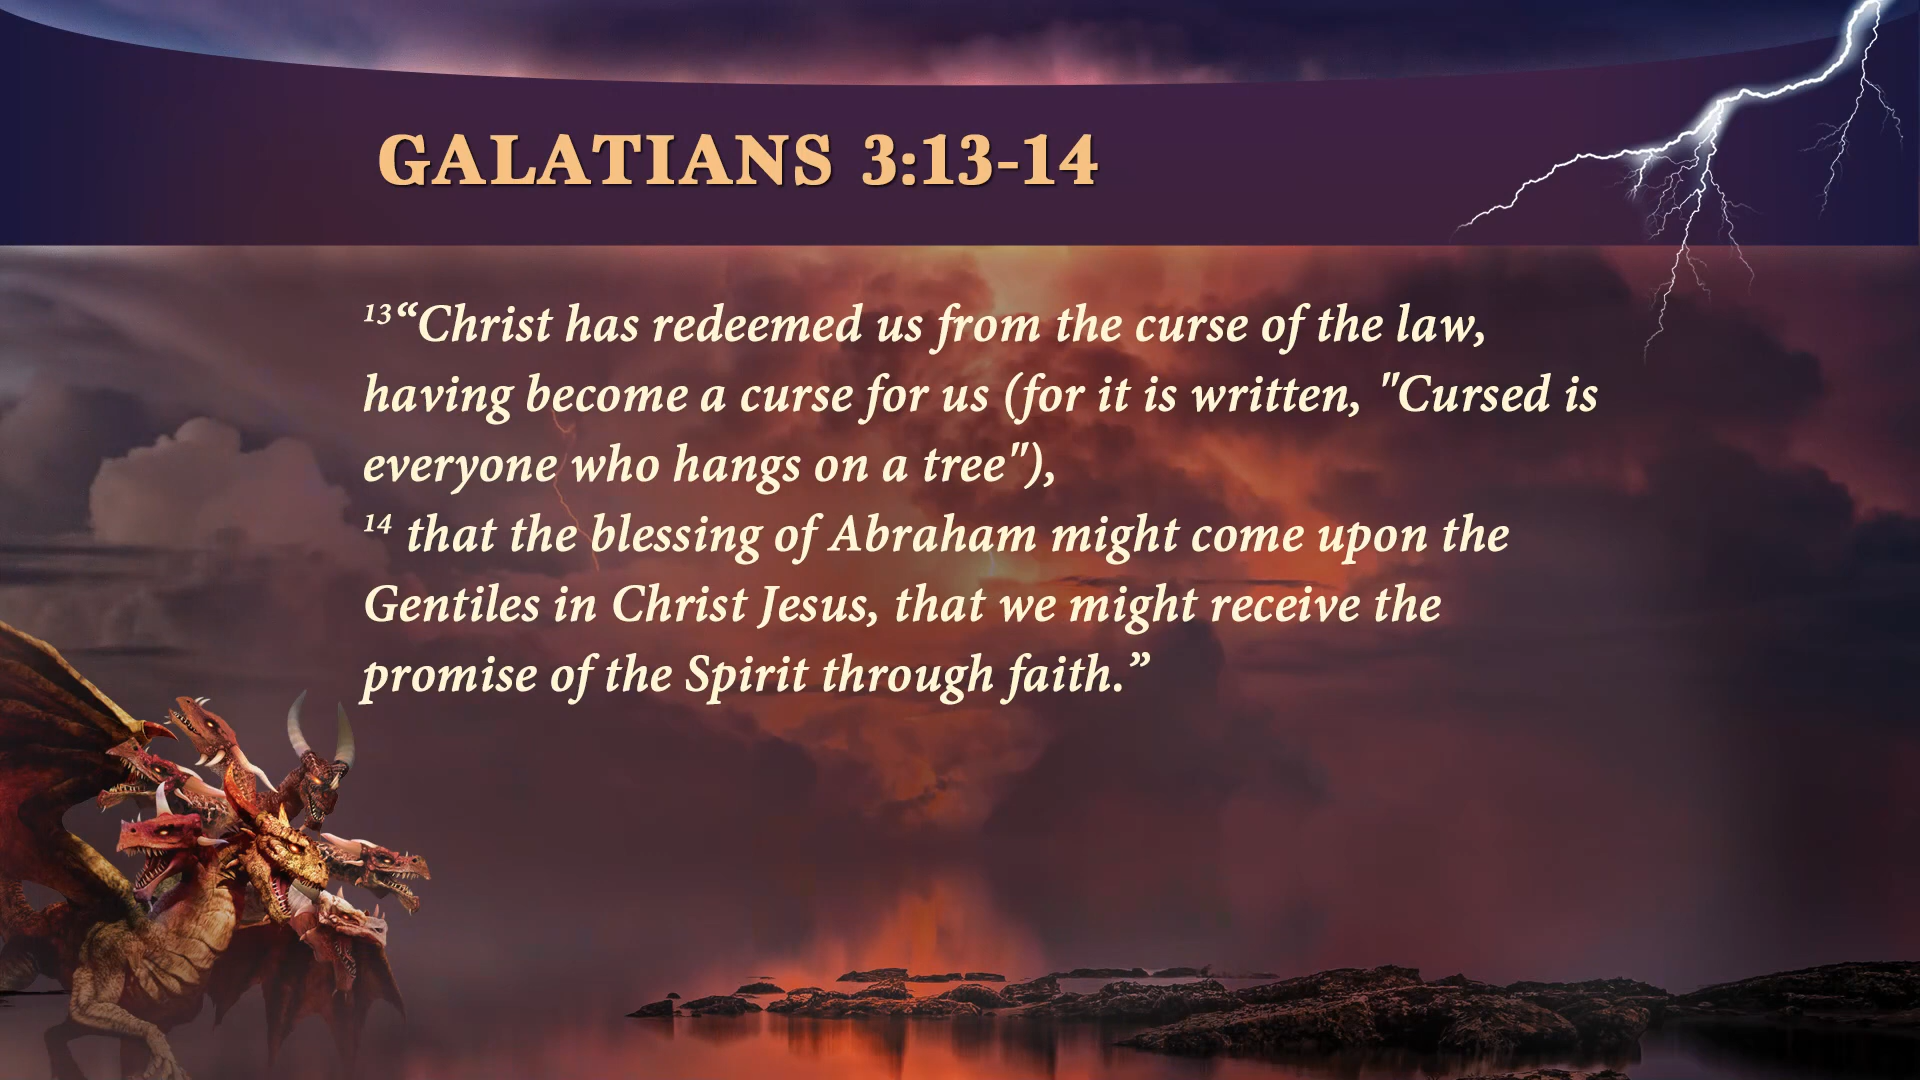 GALATIANS 3:13-14
¹³“Christ has redeemed us from the curse of the law,
having become a curse for us (for it is written, "Cursed is
everyone who hangs on a tree"),
¹⁴ that the blessing of Abraham might come upon the
Gentiles in Christ Jesus, that we might receive the
promise of the Spirit through faith.”